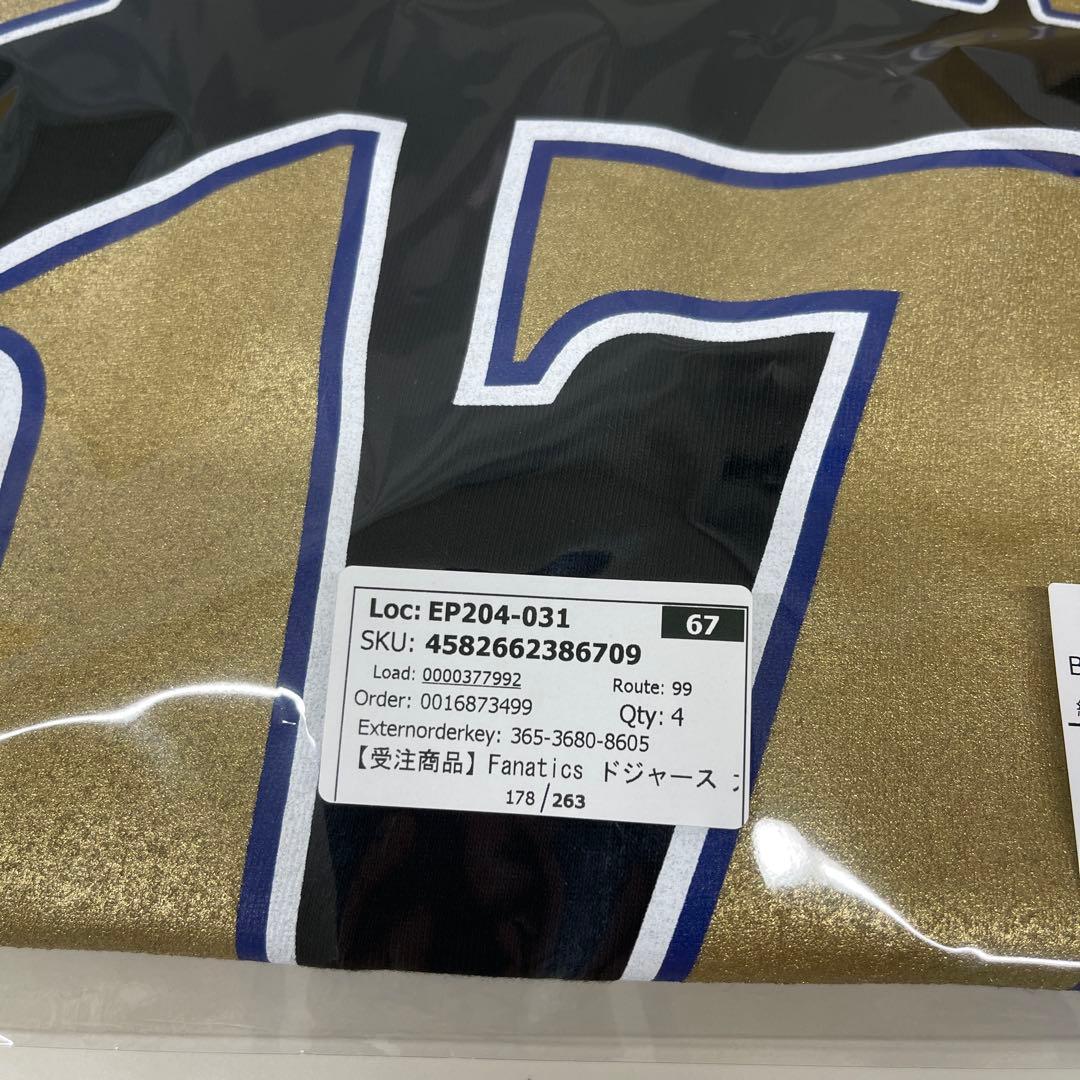 17
Loc: EP204-031
67
SKU: 4582662386709
Load: 0000377992
Route: 99
Order: 0016873499
Qty: 4
Externorderkey: 365-3680-8605
【受注商品】Fanatics ドジャース
178/263